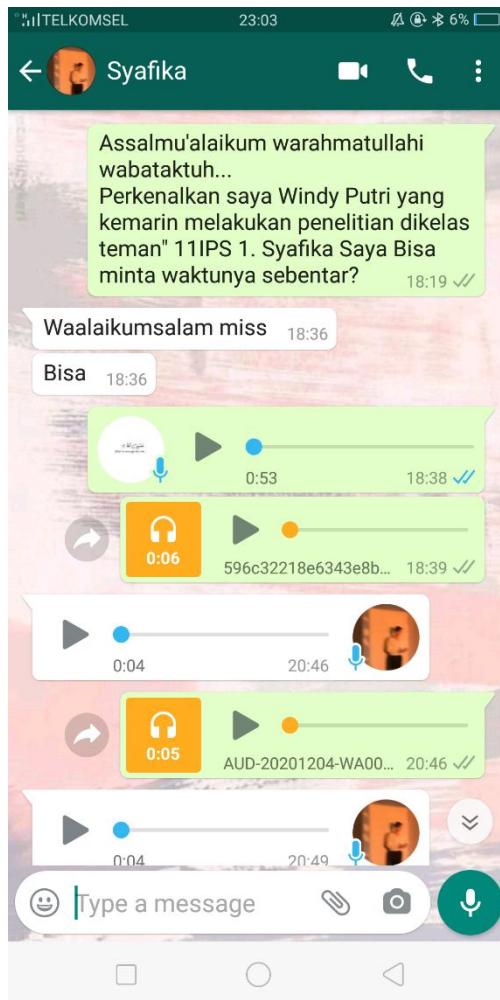 TELKOMSEL 23:03 6%
Syafika
Assalmu'alaikum warahmatullahi
wabataktuh...
Perkenalkan saya Windy Putri yang
kemarin melakukan penelitian dikelas
teman" 11IPS 1. Syafika Saya Bisa
minta waktunya sebentar? 18:19
Waalaikumsalam miss 18:36
Bisa 18:36
0:53 18:38
0:06 596c32218e6343e8b... 18:39
0:04 20:46
0:05 AUD-20201204-WA00... 20:46
0:04 20:49
Type a message